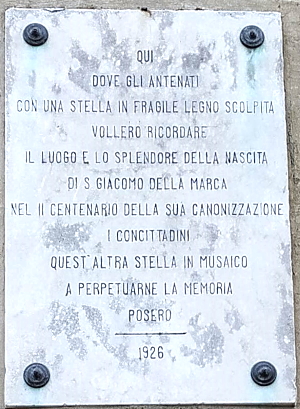 QUI
DOVE GLI ANTENATI
CON UNA STELLA IN FRAGILE LEGNO SCOLPITA
VOLLERO RICORDARE
IL LUOGO E LO SPLENDORE DELLA NASCITA
DI S GIACOMO DELLA MARCA
NEL II CENTENARIO DELLA SUA CANONIZZAZIONE
I CONCITTADINI
QUEST'ALTRA STELLA IN MUSAICO
A PERPETUARNE LA MEMORIA
POSERO
1926